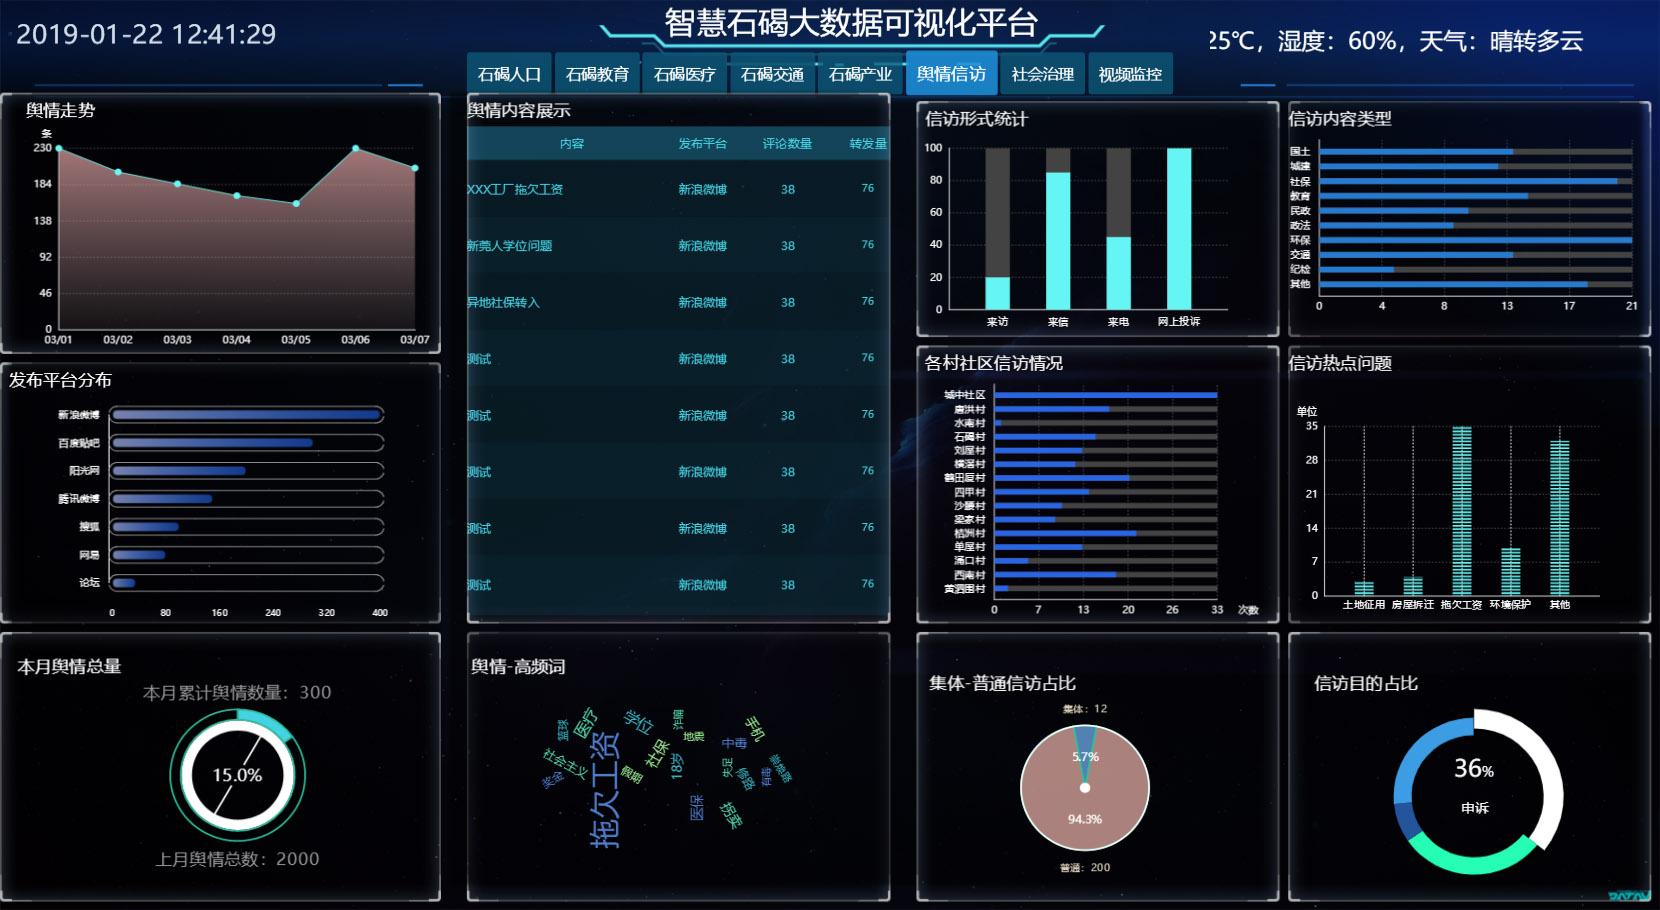 2019-01-22 12:41:29
智慧石碣大数据可视化平台
25℃，湿度：60%，天气：晴转多云
石碣人口 石碣教育 石碣医疗 石碣交通 石碣产业 舆情信访 社会治理 视频监控
舆情走势
条
230
184
138
92
46
0
03/01 03/02 03/03 03/04 03/05 03/06 03/07
发布平台分布
新浪微博
百度贴吧
阳光网
腾讯微博
搜狐
网易
论坛
0 80 160 240 320 400
本月舆情总量
本月累计舆情数量：300
15.0%
上月舆情总数：2000
舆情内容展示
内容 发布平台 评论数量 转发量
XXX工厂拖欠工资 新浪微博 38 76
新莞人学位问题 新浪微博 38 76
异地社保转入 新浪微博 38 76
测试 新浪微博 38 76
测试 新浪微博 38 76
测试 新浪微博 38 76
测试 新浪微博 38 76
测试 新浪微博 38 76
舆情-高频词
拖欠工资
医疗
学位
社保
手机
社会主义
篮球
奖金
假期
诈骗
地震
18岁
中毒
失足
修路
有毒
医保
拐卖
信访形式统计
100
80
60
40
20
0
来访 来信 来电 网上投诉
信访内容类型
国土
城建
社保
教育
民政
政法
环保
交通
纪检
其他
0 4 8 13 17 21
各村社区信访情况
城中社区
唐洪村
水南村
石碣村
刘屋村
横滘村
鹤田厦村
四甲村
沙腰村
梁家村
桔洲村
单屋村
涌口村
西南村
黄泗围村
0 7 13 20 26 33 次数
信访热点问题
单位
35
28
21
14
7
0
土地征用 房屋拆迁 拖欠工资 环境保护 其他
集体-普通信访占比
集体：12
5.7%
94.3%
普通：200
信访目的占比
36%
申诉